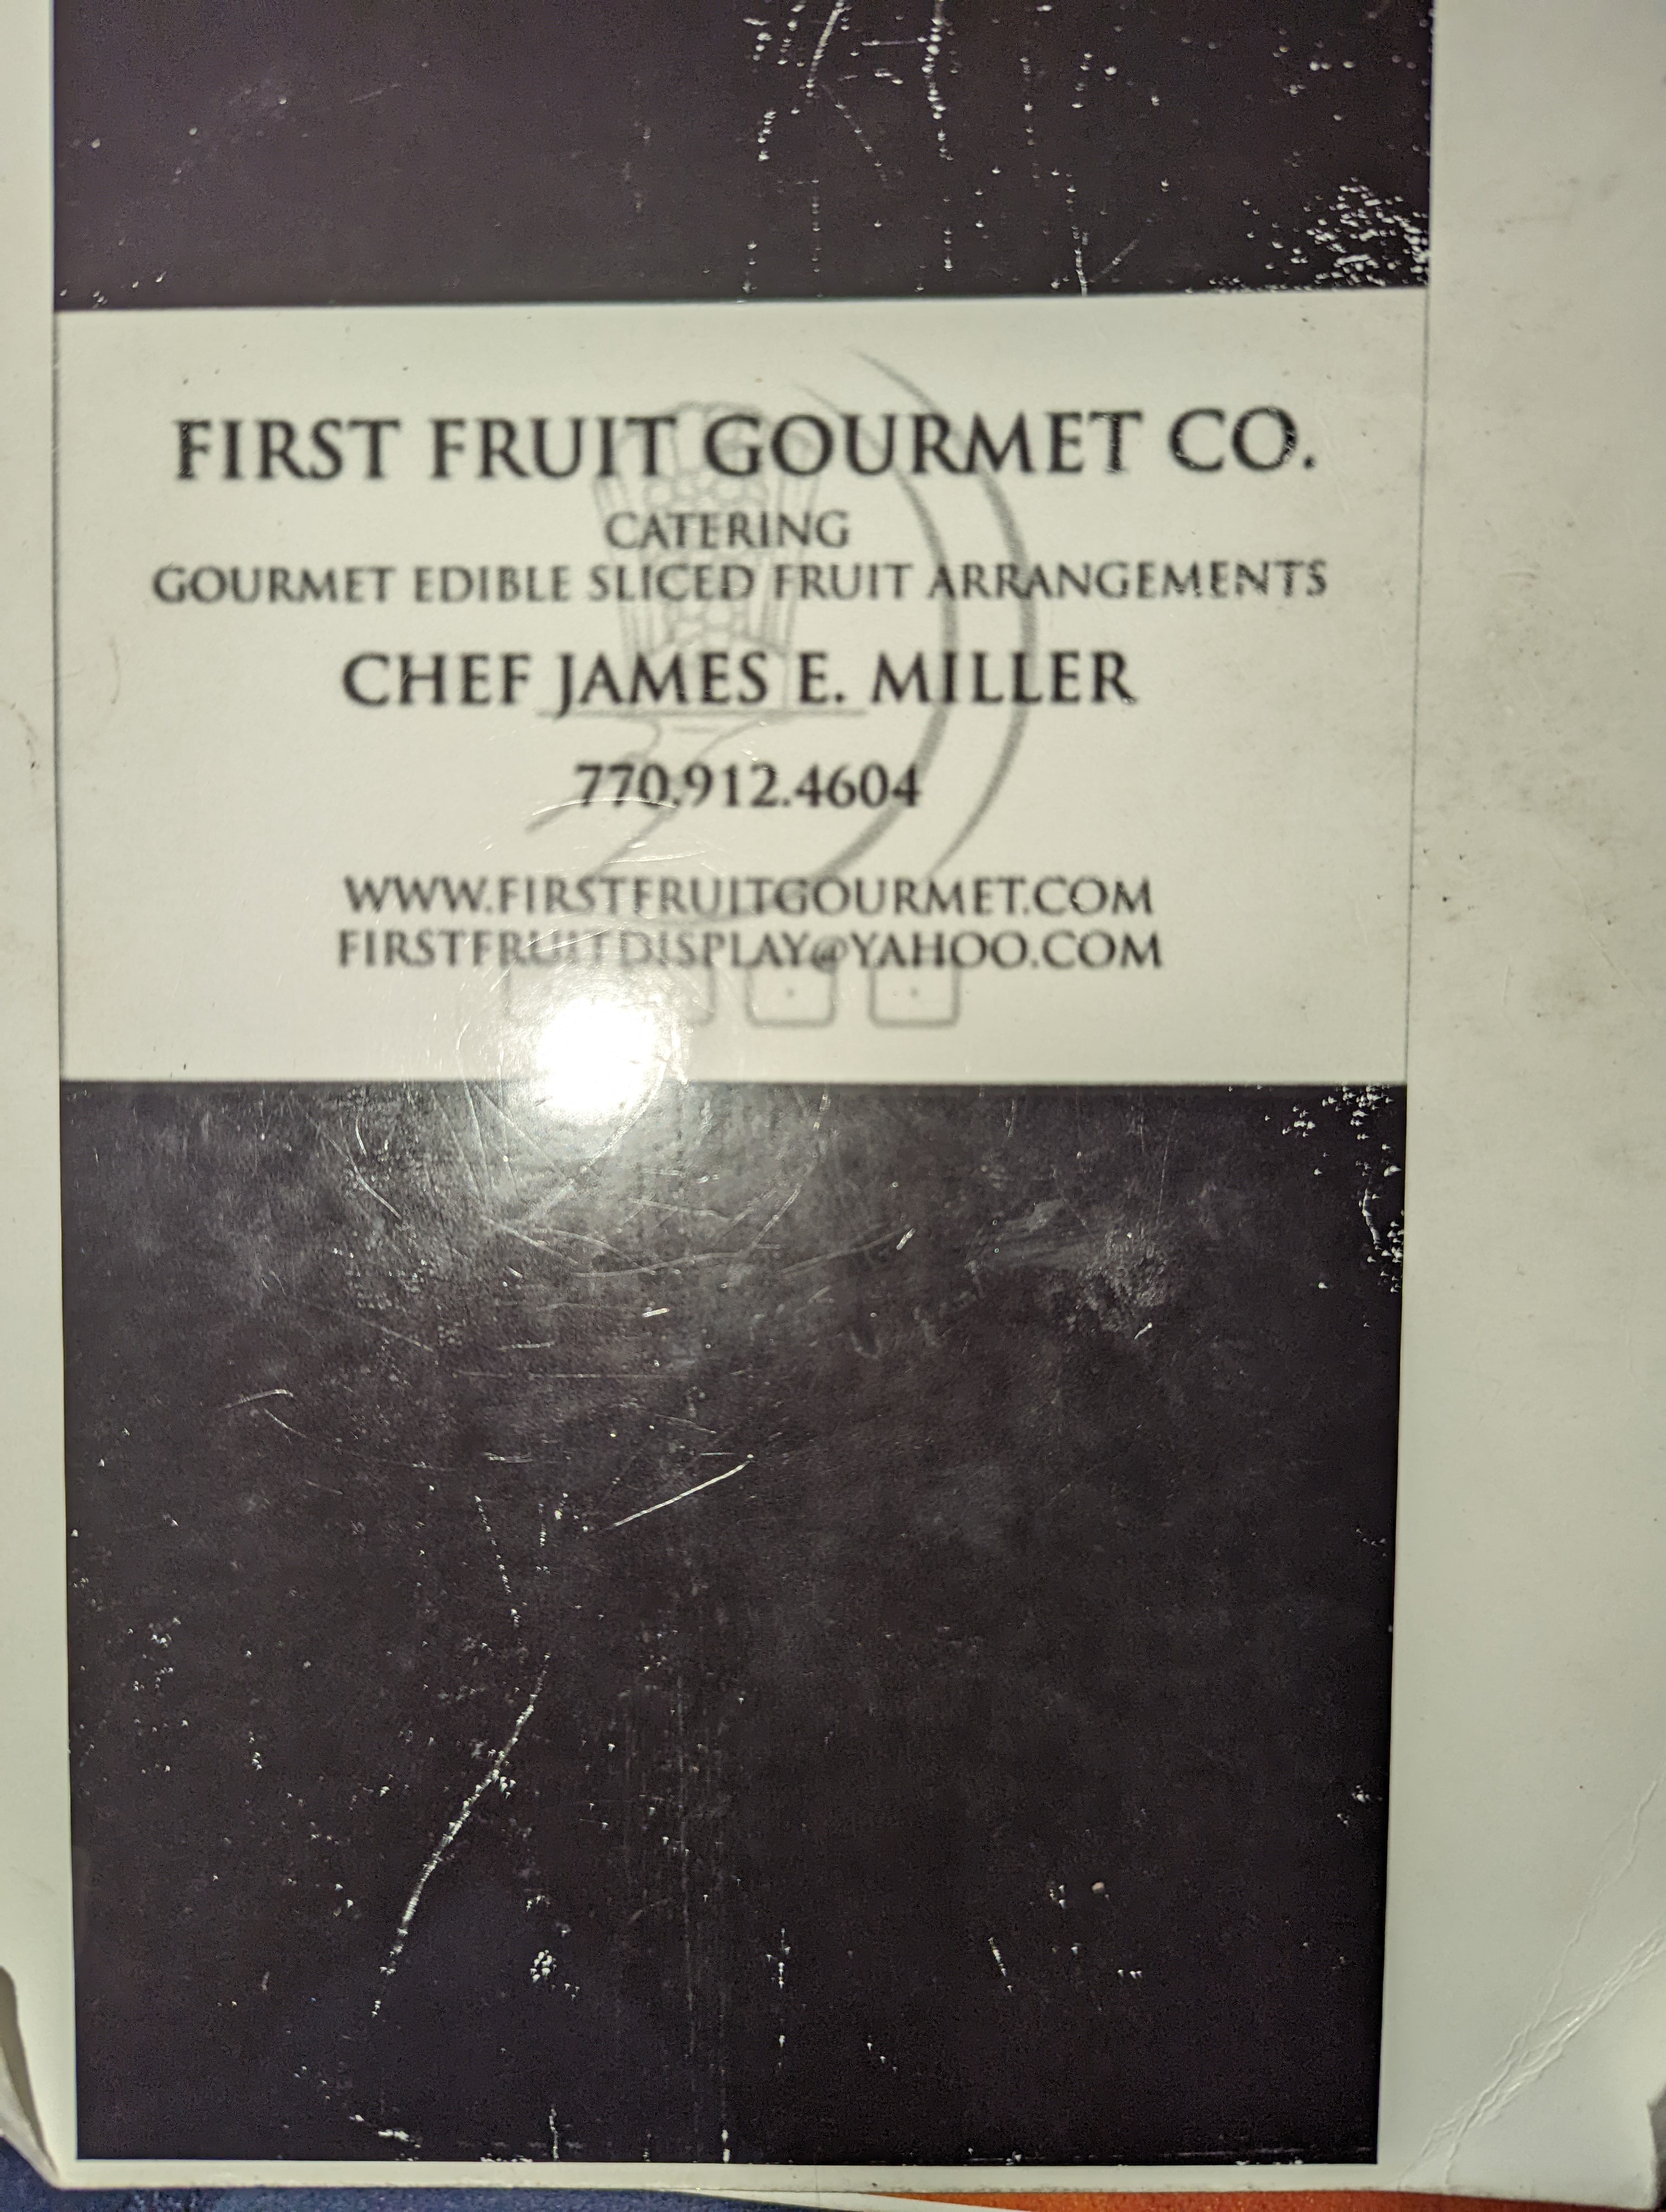 FIRST FRUIT GOURMET CO.
CATERING
GOURMET EDIBLE SLICED FRUIT ARRANGEMENTS
CHEF JAMES E. MILLER
770.912.4604
WWW.FIRSTFRUITGOURMET.COM
FIRSTFRUITDISPLAY@YAHOO.COM